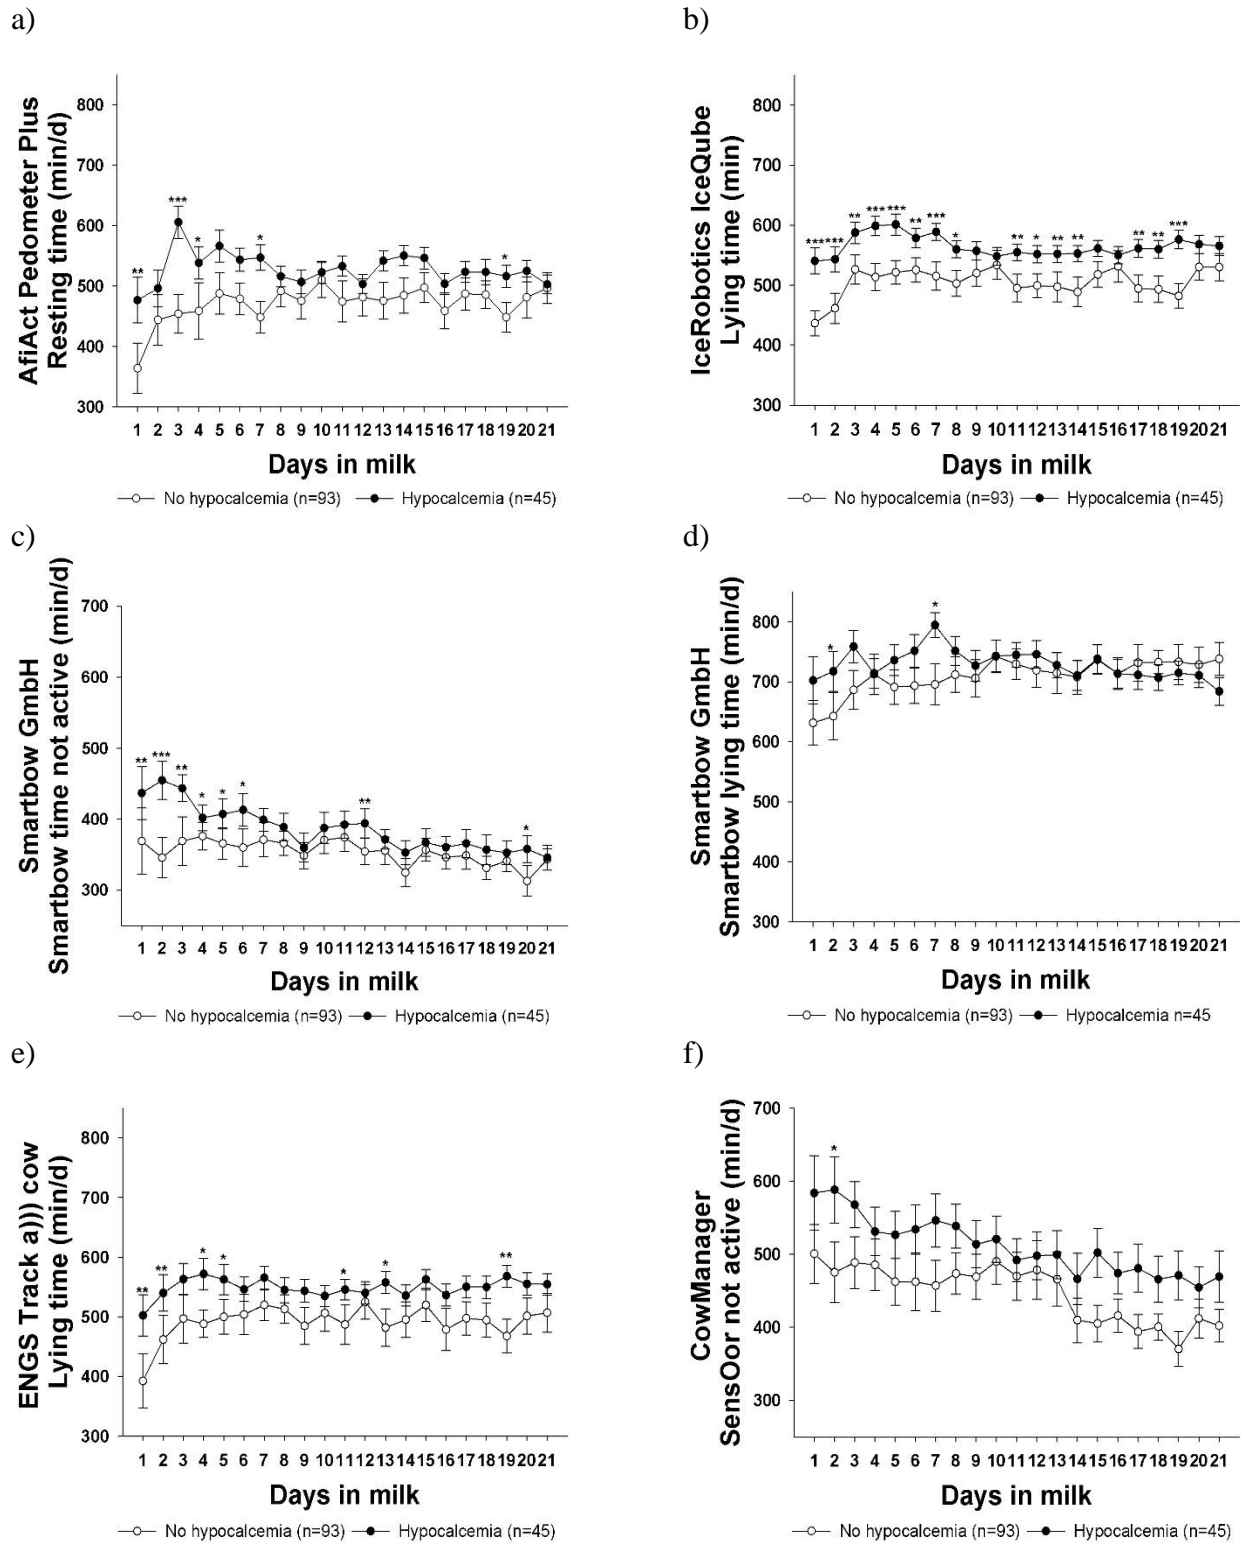 a)
AfiAct Pedometer Plus
Resting time (min/d)
800
700
600
500
400
300
** *** * * *
1 2 3 4 5 6 7 8 9 10 11 12 13 14 15 16 17 18 19 20 21
Days in milk
No hypocalcemia (n=93) Hypocalcemia (n=45)
b)
IceRobotics IceQube
Lying time (min)
800
700
600
500
400
300
*** *** ** *** *** ** *** * ** * ** ** ** ** ***
1 2 3 4 5 6 7 8 9 10 11 12 13 14 15 16 17 18 19 20 21
Days in milk
No hypocalcemia (n=93) Hypocalcemia (n=45)
c)
Smartbow GmbH
Smartbow time not active (min/d)
700
600
500
400
300
** *** ** * * * ** *
1 2 3 4 5 6 7 8 9 10 11 12 13 14 15 16 17 18 19 20 21
Days in milk
No hypocalcemia (n=93) Hypocalcemia (n=45)
d)
Smartbow GmbH
Smartbow lying time (min/d)
800
700
600
500
400
300
* *
1 2 3 4 5 6 7 8 9 10 11 12 13 14 15 16 17 18 19 20 21
Days in milk
No hypocalcemia (n=93) Hypocalcemia n=45
e)
ENGS Track a))) cow
Lying time (min/d)
800
700
600
500
400
300
** ** * * * * **
1 2 3 4 5 6 7 8 9 10 11 12 13 14 15 16 17 18 19 20 21
Days in milk
No hypocalcemia (n=93) Hypocalcemia (n=45)
f)
CowManager
SensOor not active (min/d)
700
600
500
400
300
*
1 2 3 4 5 6 7 8 9 10 11 12 13 14 15 16 17 18 19 20 21
Days in milk
No hypocalcemia (n=93) Hypocalcemia (n=45)